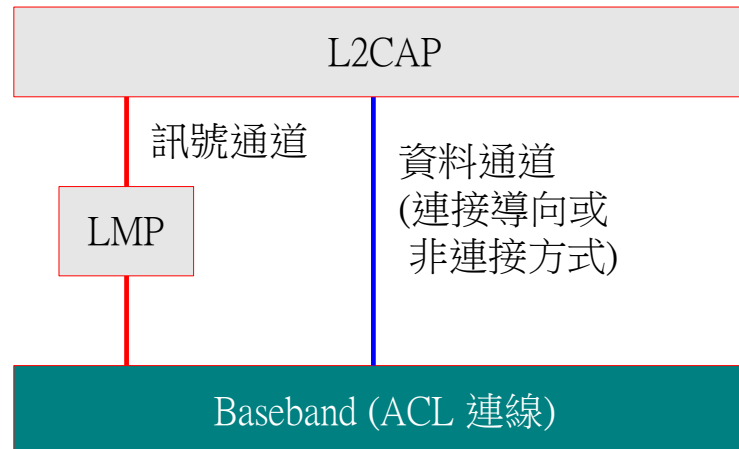 L2CAP
訊號通道
資料通道
(連接導向或
非連接方式)
LMP
Baseband (ACL 連線)